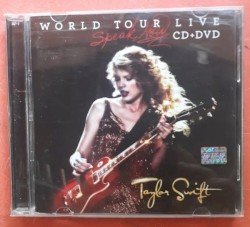 WORLD TOUR LIVE
Speak Now
CD+DVD
Taylor Swift